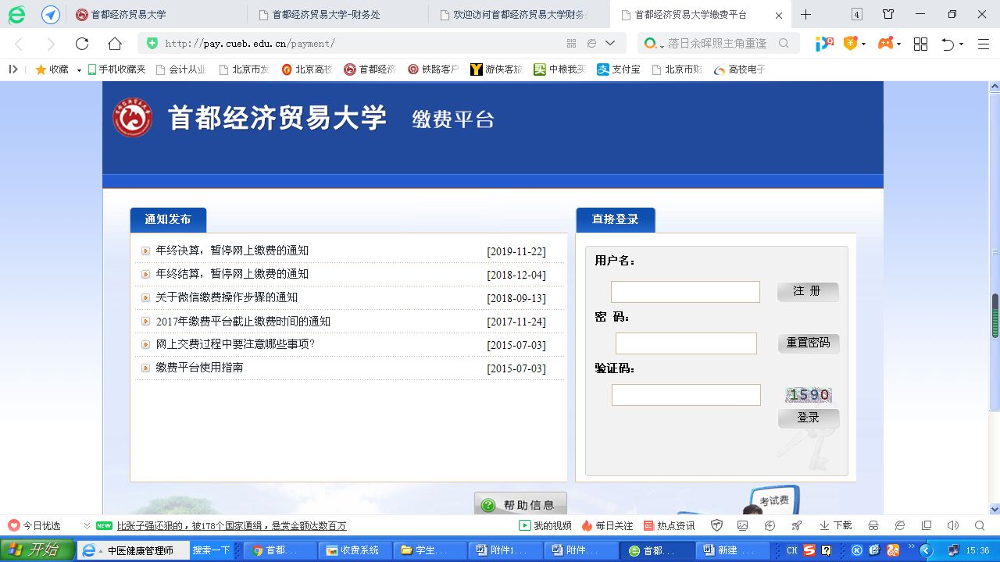 首都经济贸易大学
首都经济贸易大学-财务处
欢迎访问首都经济贸易大学财务
首都经济贸易大学缴费平台
4
http://pay.cueb.edu.cn/payment/
落日余晖照主角重逢
收藏 手机收藏夹 会计从业 北京市发 北京高校 首都经济 铁路客户 游侠客旅 中粮我买 支付宝 北京市财 高校电子
首都经济贸易大学 缴费平台
通知发布
年终决算，暂停网上缴费的通知 [2019-11-22]
年终结算，暂停网上缴费的通知 [2018-12-04]
关于微信缴费操作步骤的通知 [2018-09-13]
2017年缴费平台截止缴费时间的通知 [2017-11-24]
网上交费过程中要注意哪些事项？ [2015-07-03]
缴费平台使用指南 [2015-07-03]
直接登录
用户名：
注 册
密 码：
重置密码
验证码：
1590
登录
帮助信息
考试费
今日优选 NEW 比张子强还狠的，被178个国家通缉，悬赏金额达数百万 我的视频 每日关注 热点资讯 下载
开始 中医健康管理师 搜索一下 首都... 收费系统 学生... 附件1... 附件... 首都... 新建 ... CH 15:36